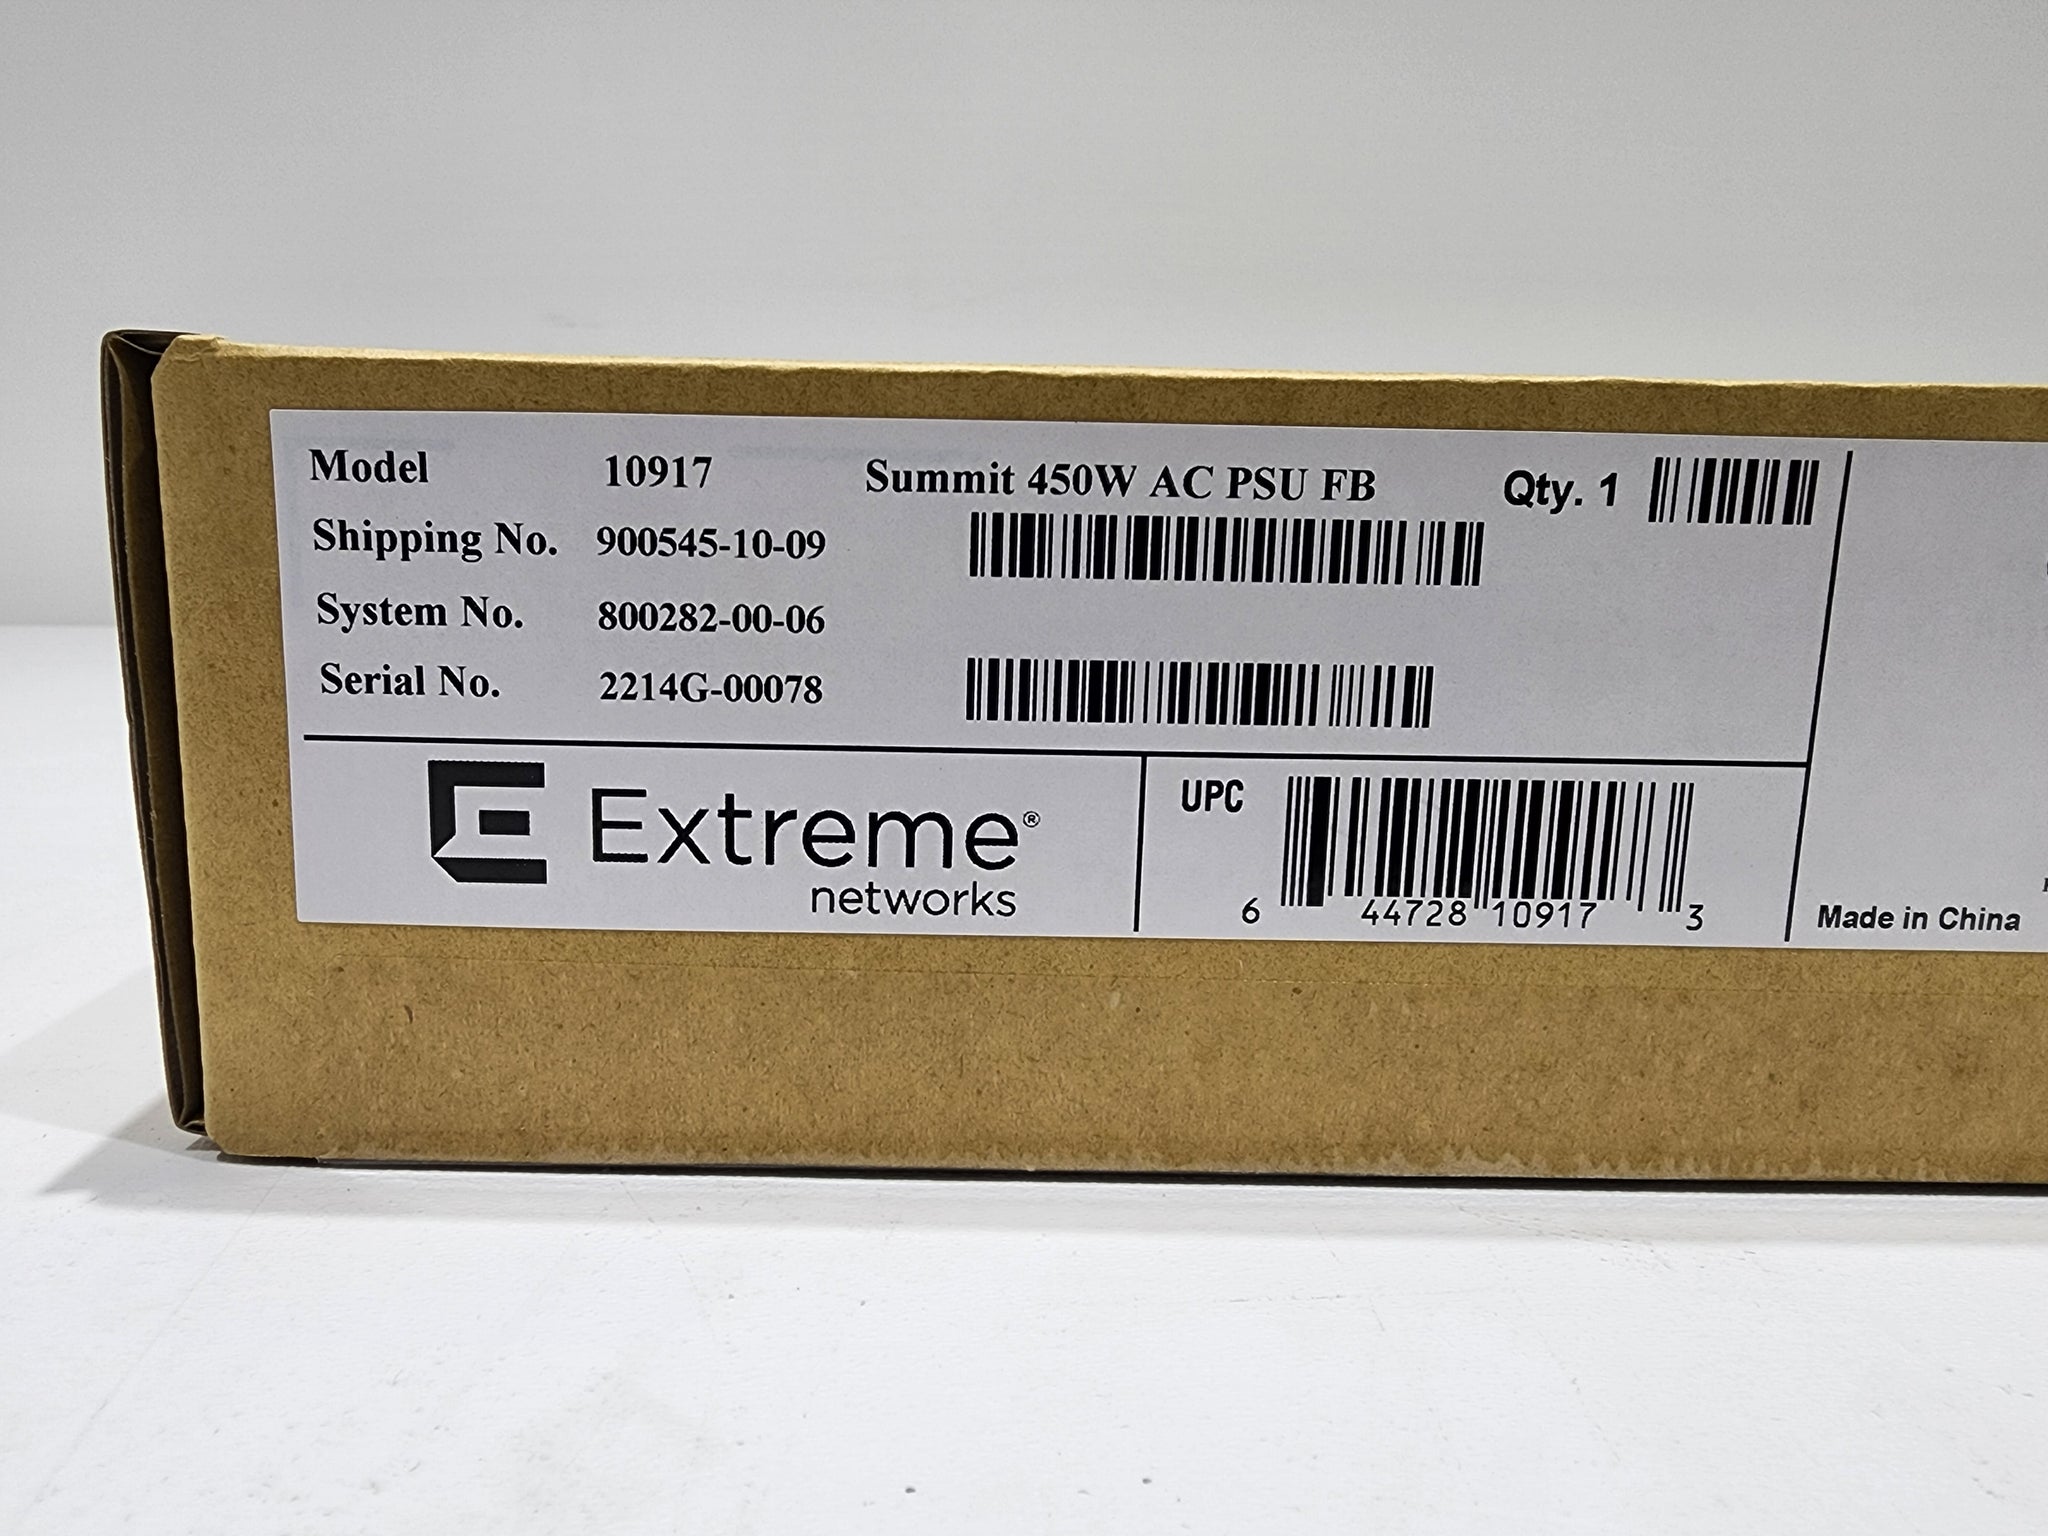 Model 10917 Summit 450W AC PSU FB Qty. 1
Shipping No. 900545-10-09
System No. 800282-00-06
Serial No. 2214G-00078
Extreme®
networks
UPC
6 44728 10917 3
Made in China